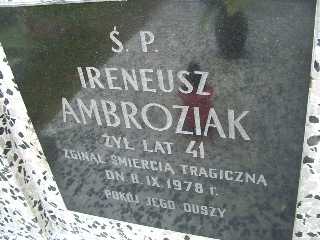 Ś. P.
IRENEUSZ
AMBROZIAK
ŻYŁ LAT 41
ZGINĄŁ ŚMIERCIĄ TRAGICZNĄ
DN 8.IX.1978 r.
POKÓJ JEGO DUSZY